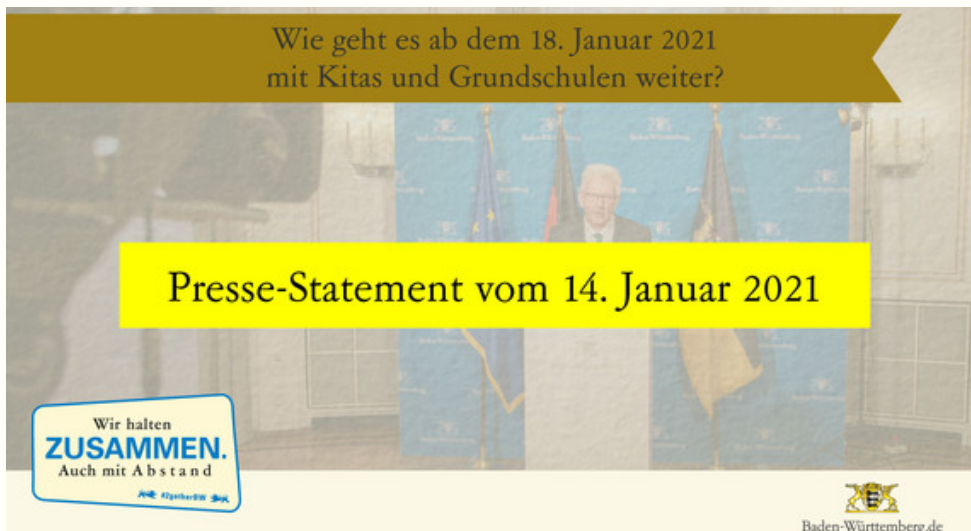 Wie geht es ab dem 18. Januar 2021
mit Kitas und Grundschulen weiter?
Presse-Statement vom 14. Januar 2021
Wir halten
ZUSAMMEN.
Auch mit Abstand
#2getherBW
Baden-Württemberg.de